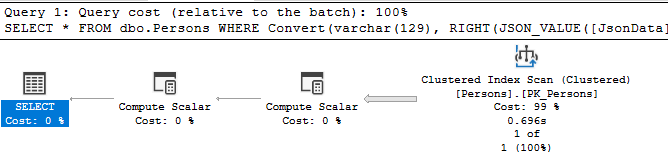 Query 1: Query cost (relative to the batch): 100%
SELECT * FROM dbo.Persons WHERE Convert(varchar(129), RIGHT(JSON_VALUE([JsonData]
Clustered Index Scan (Clustered)
[Persons].[PK_Persons]
Cost: 99 %
0.696s
1 of
1 (100%)
Compute Scalar
Cost: 0 %
Compute Scalar
Cost: 0 %
SELECT
Cost: 0 %